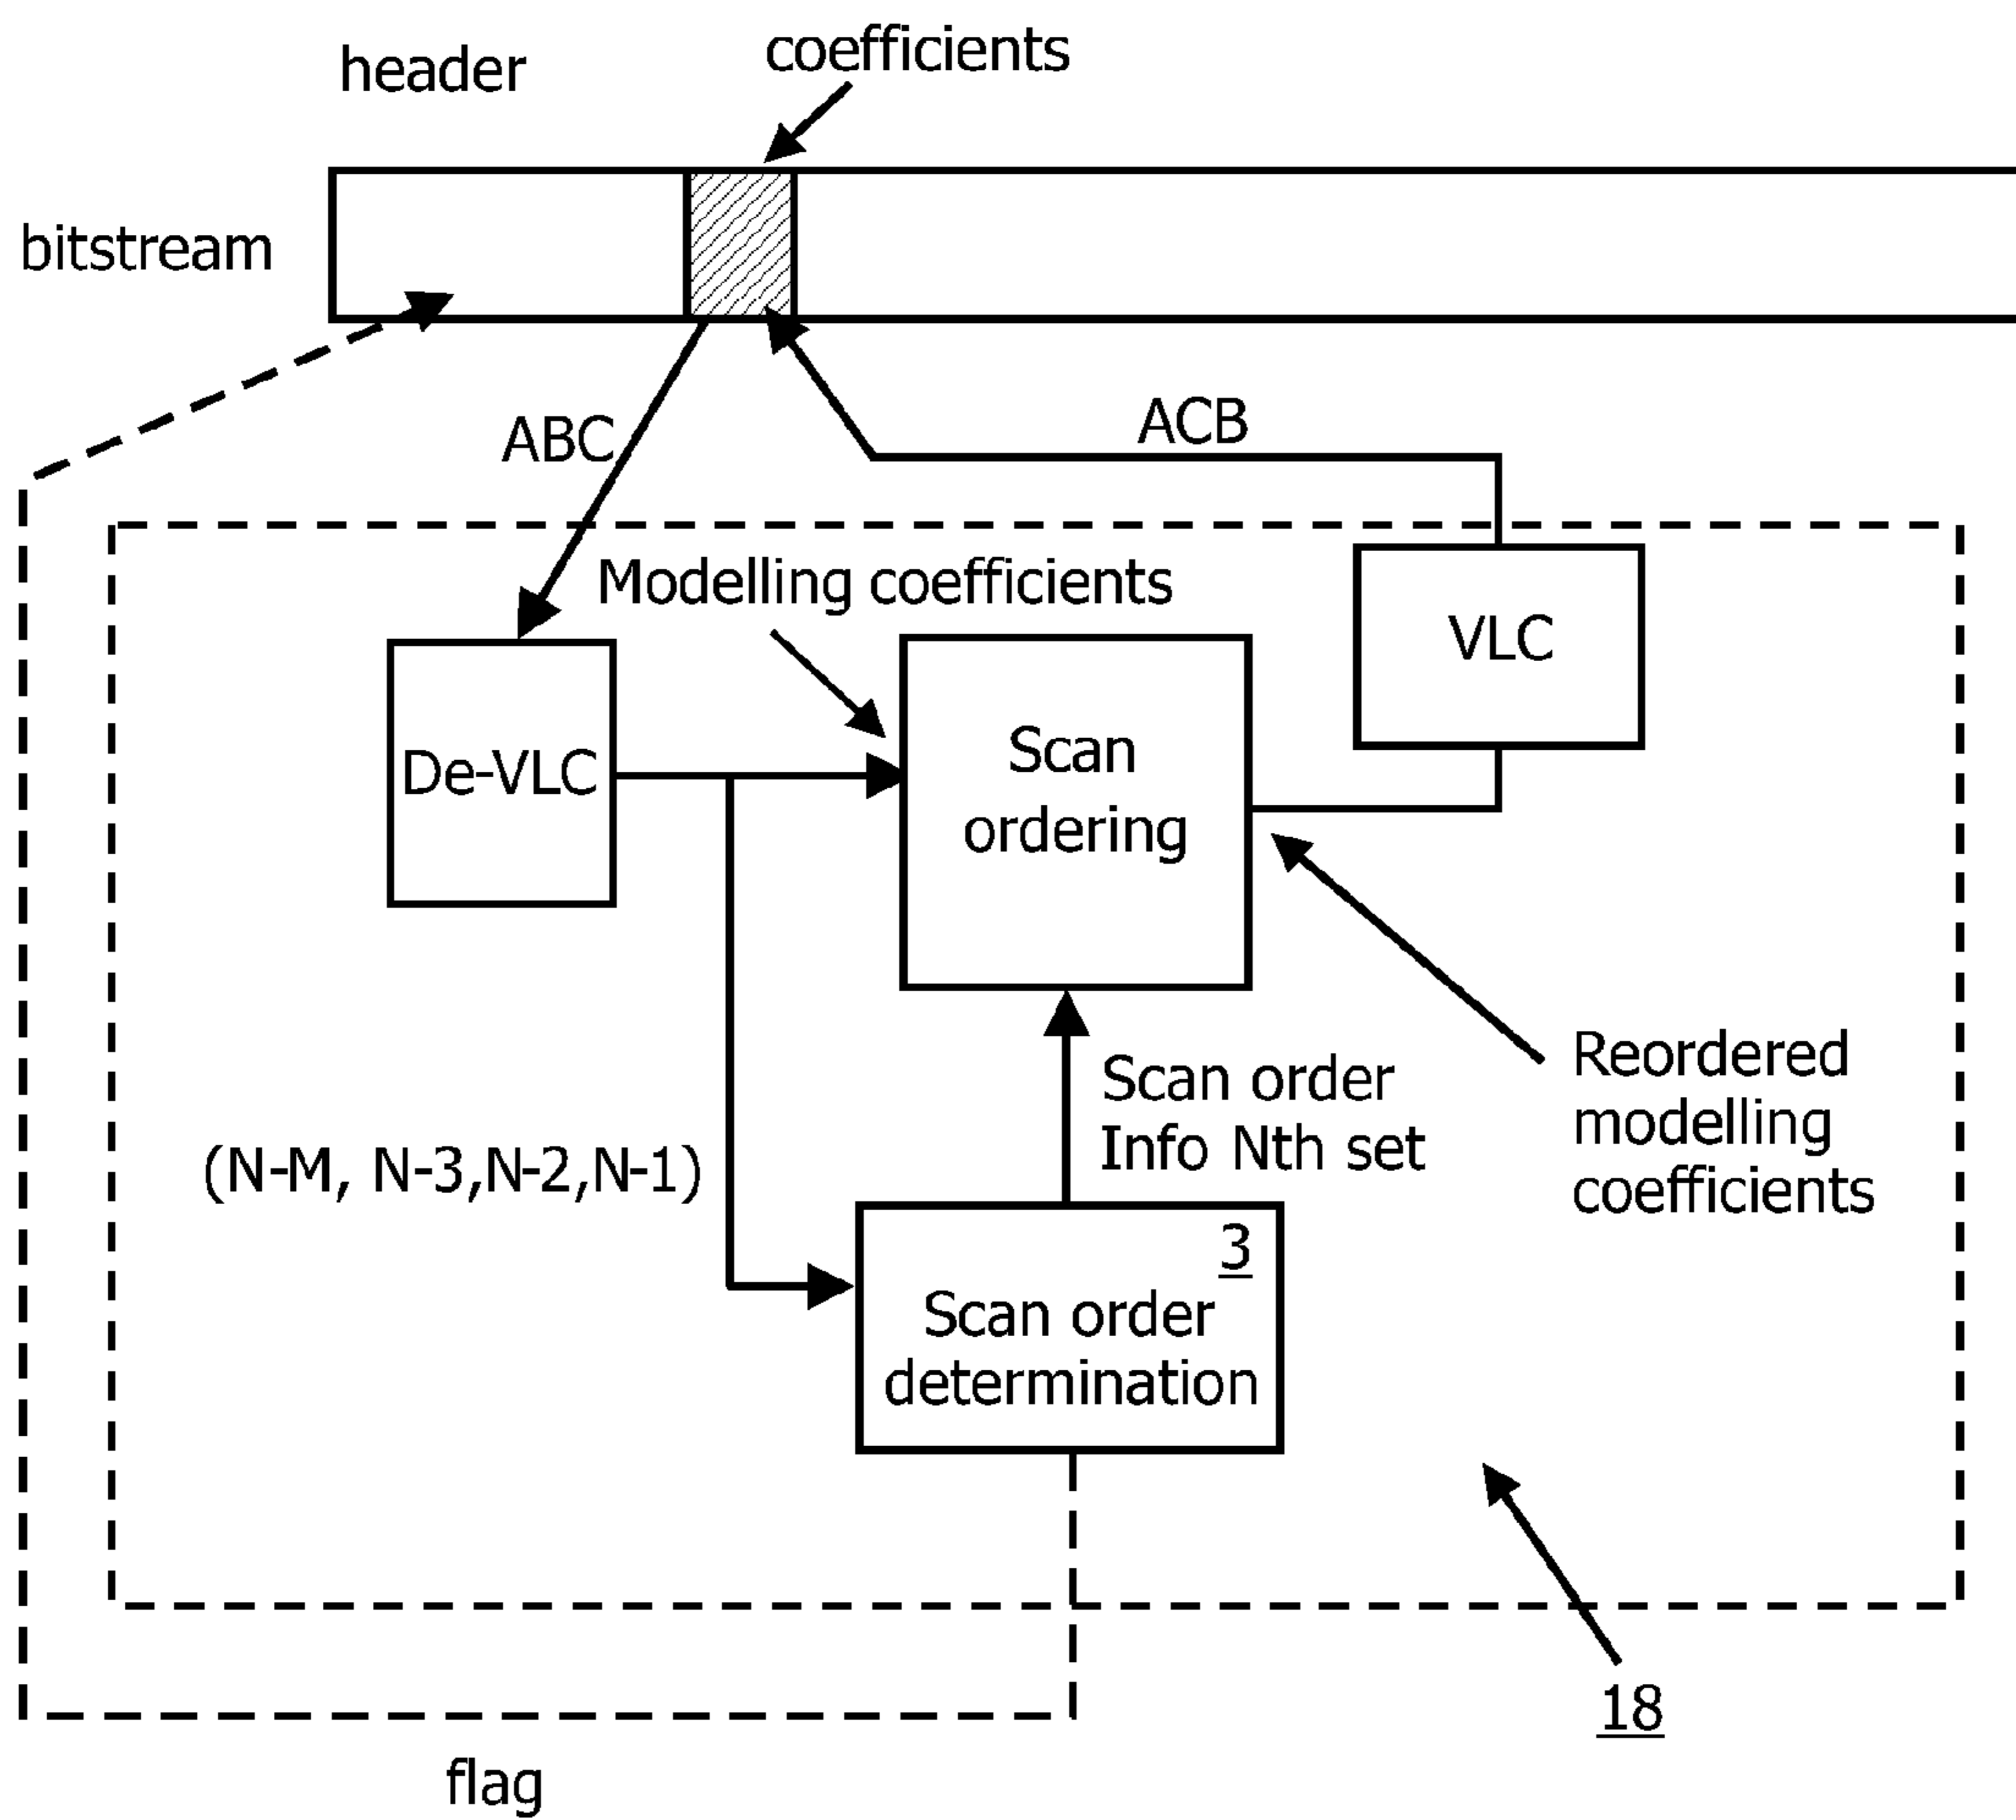 header
coefficients
bitstream
ABC
ACB
Modelling coefficients
VLC
De-VLC
Scan
ordering
Reordered
modelling
coefficients
Scan order
Info Nth set
(N-M, N-3,N-2,N-1)
3
Scan order
determination
18
flag